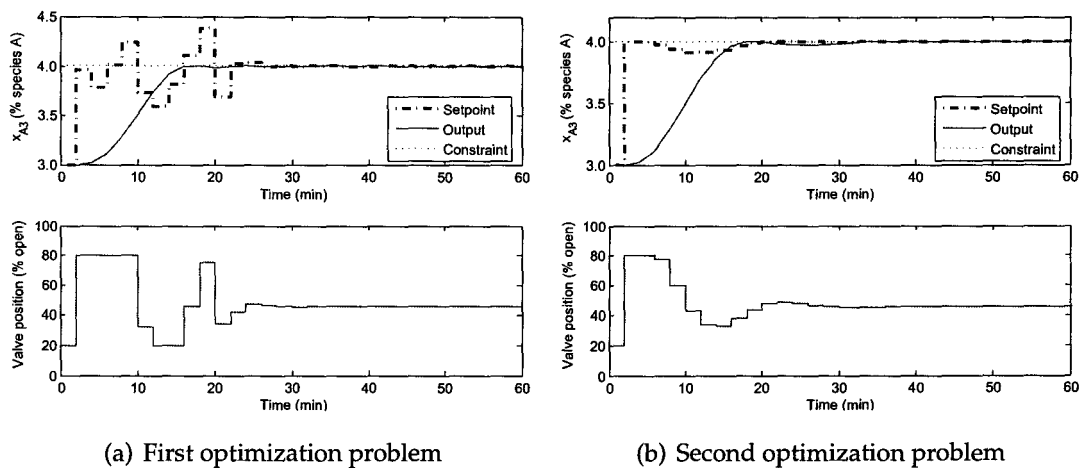 4.5
4.0
3.5
3.0
x_A3 (% species A)
Setpoint
Output
Constraint
0 10 20 30 40 50 60
Time (min)
100
80
60
40
20
0
Valve position (% open)
0 10 20 30 40 50 60
Time (min)
(a) First optimization problem
4.0
3.5
3.0
x_A3 (% species A)
Setpoint
Output
Constraint
0 10 20 30 40 50 60
Time (min)
100
80
60
40
20
0
Valve position (% open)
0 10 20 30 40 50 60
Time (min)
(b) Second optimization problem